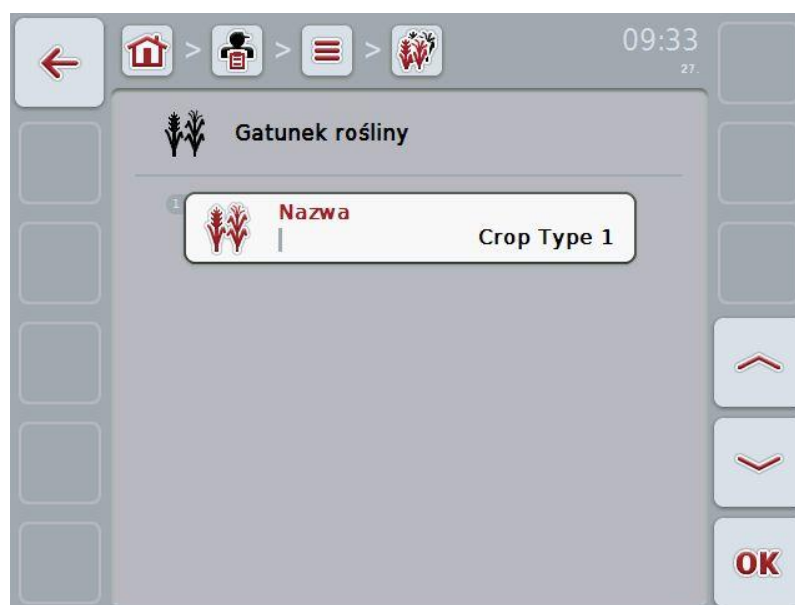 > > >
09:33
27.
Gatunek rośliny
1
Nazwa
Crop Type 1
OK